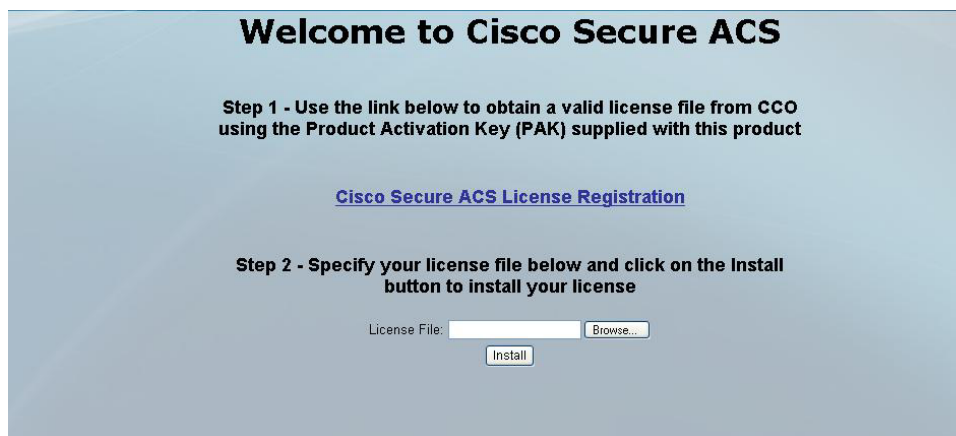 Welcome to Cisco Secure ACS
Step 1 - Use the link below to obtain a valid license file from CCO
using the Product Activation Key (PAK) supplied with this product
Cisco Secure ACS License Registration
Step 2 - Specify your license file below and click on the Install
button to install your license
License File: Browse...
Install